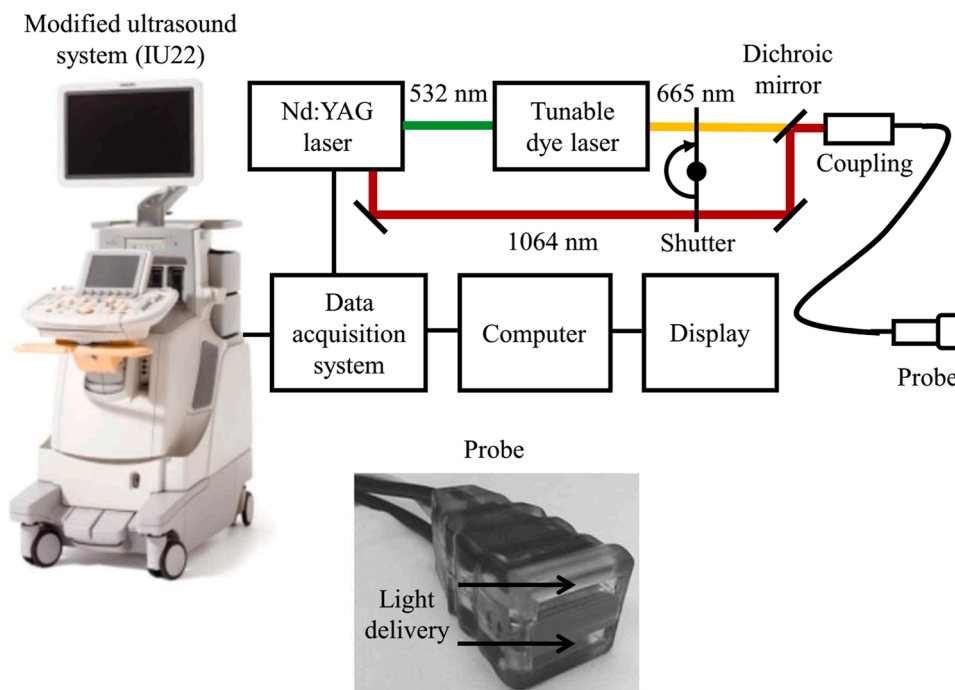 Modified ultrasound
system (IU22)
Nd:YAG
laser
532 nm
Tunable
dye laser
665 nm
Dichroic
mirror
Coupling
1064 nm
Shutter
Data
acquisition
system
Computer
Display
Probe
Probe
Light
delivery